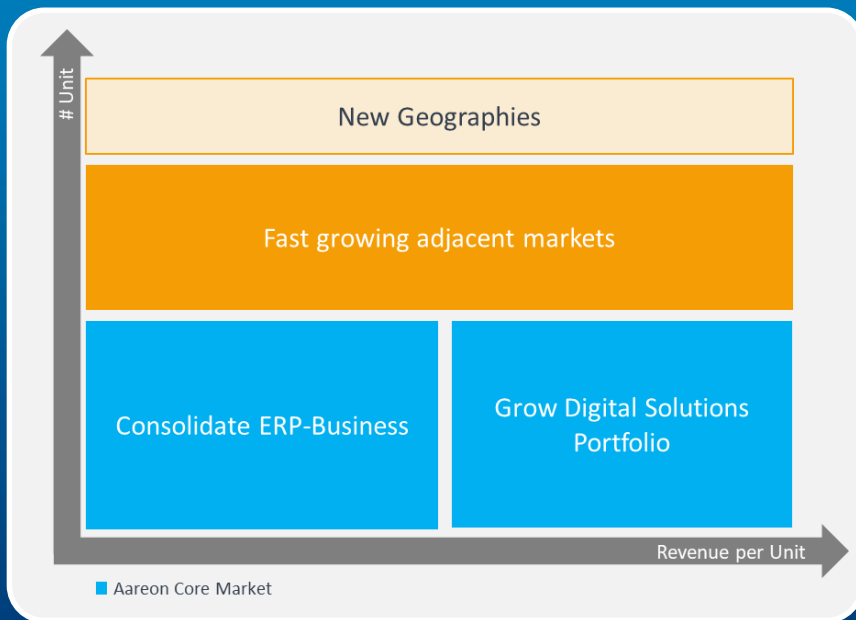 # Unit
New Geographies
Fast growing adjacent markets
Consolidate ERP-Business
Grow Digital Solutions
Portfolio
Revenue per Unit
Aareon Core Market